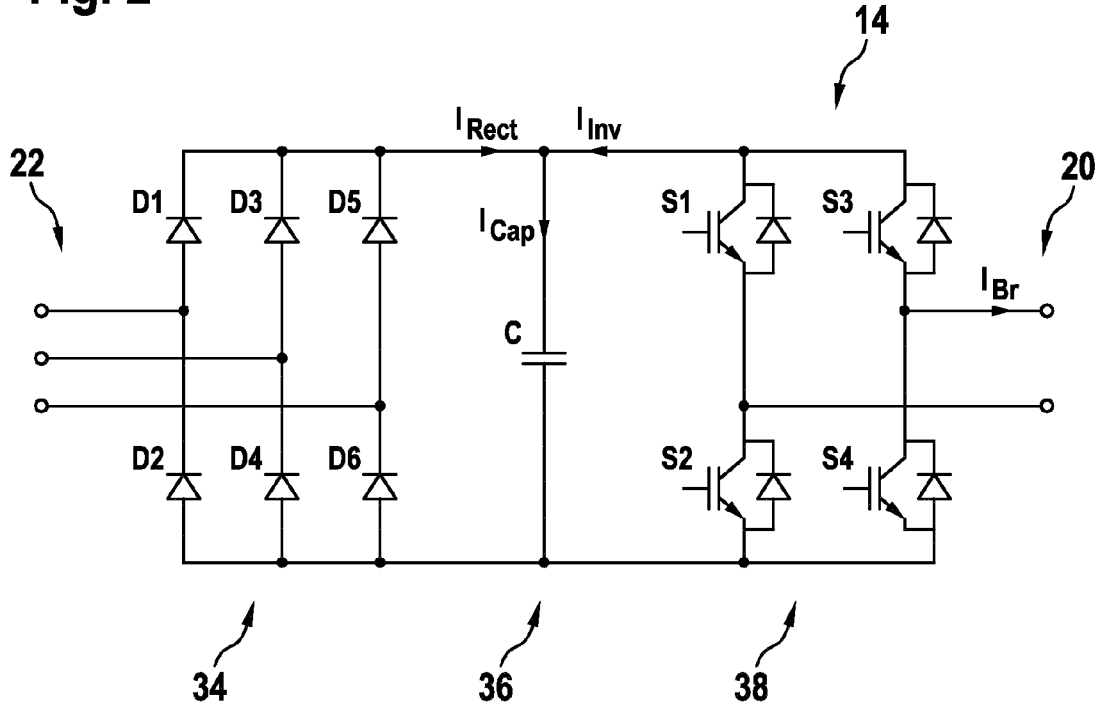 Fig. 2
14
I Rect
I Inv
22
20
D1
D3
D5
S1
S3
I Cap
I Br
C
D2
D4
D6
S2
S4
34
36
38